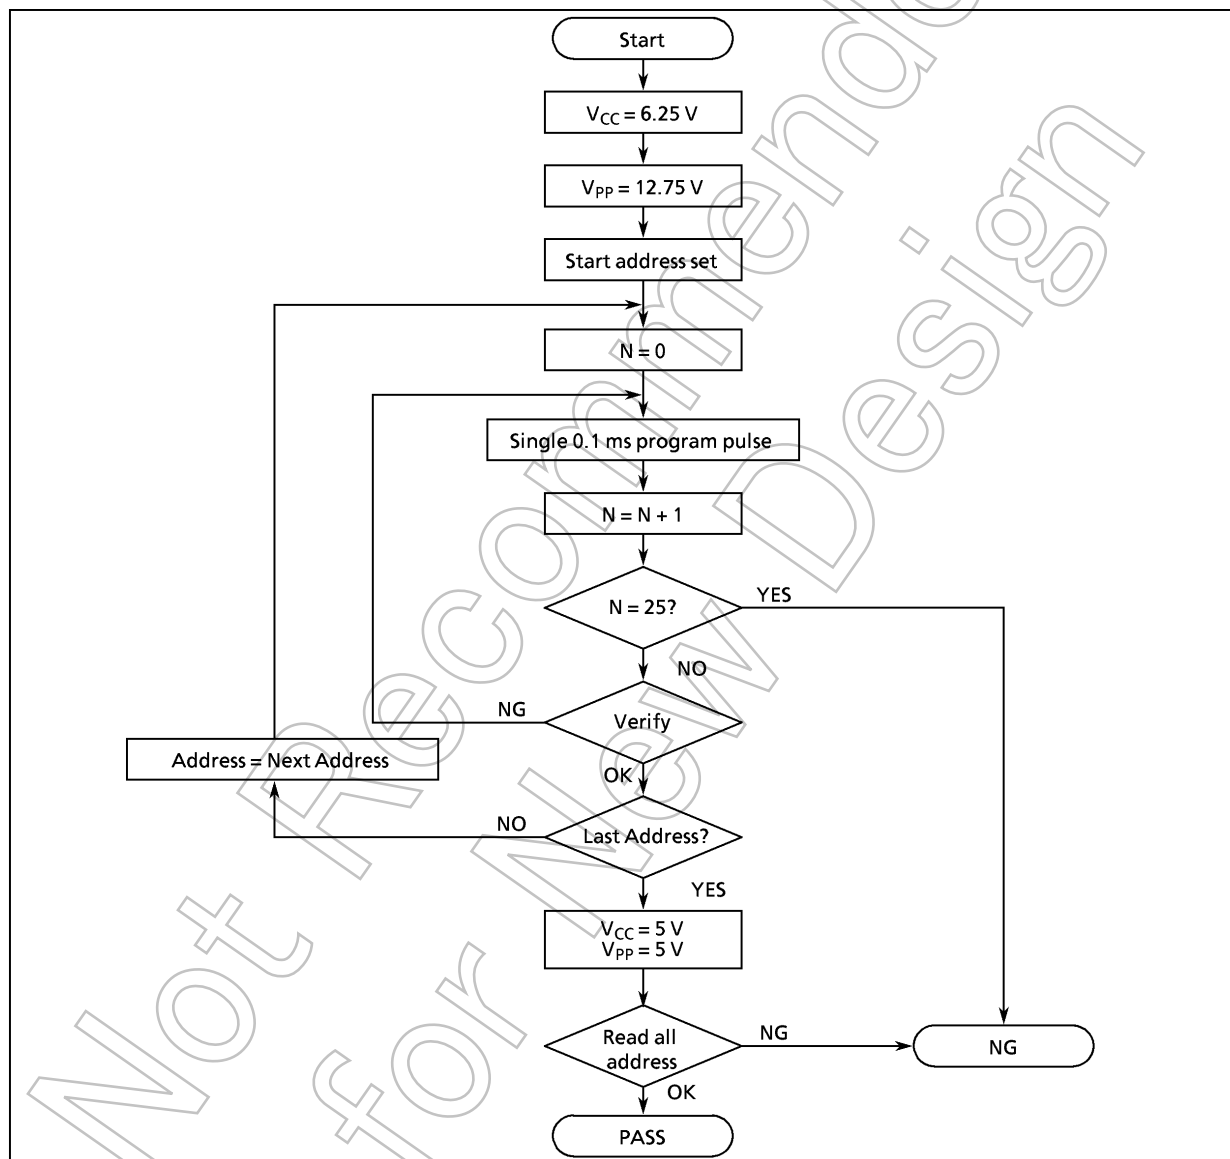 Start
VCC = 6.25 V
VPP = 12.75 V
Start address set
N = 0
Single 0.1 ms program pulse
N = N + 1
N = 25?
YES
NO
Verify
NG
OK
Address = Next Address
Last Address?
NO
YES
VCC = 5 V
VPP = 5 V
Read all
address
NG
NG
OK
PASS
Not Recommended
for New Design